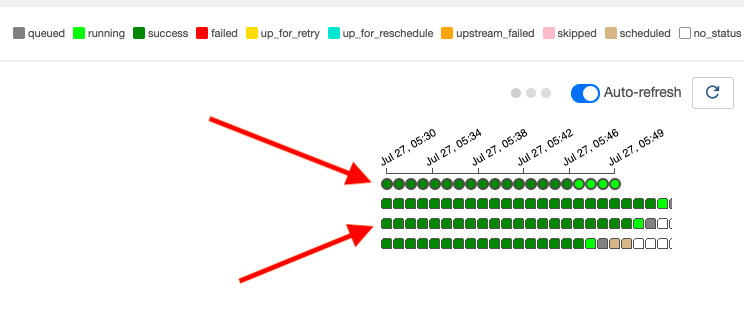 queued running success failed up_for_retry up_for_reschedule upstream_failed skipped scheduled no_status
Auto-refresh
Jul 27, 05:30 Jul 27, 05:34 Jul 27, 05:38 Jul 27, 05:42 Jul 27, 05:46 Jul 27, 05:49